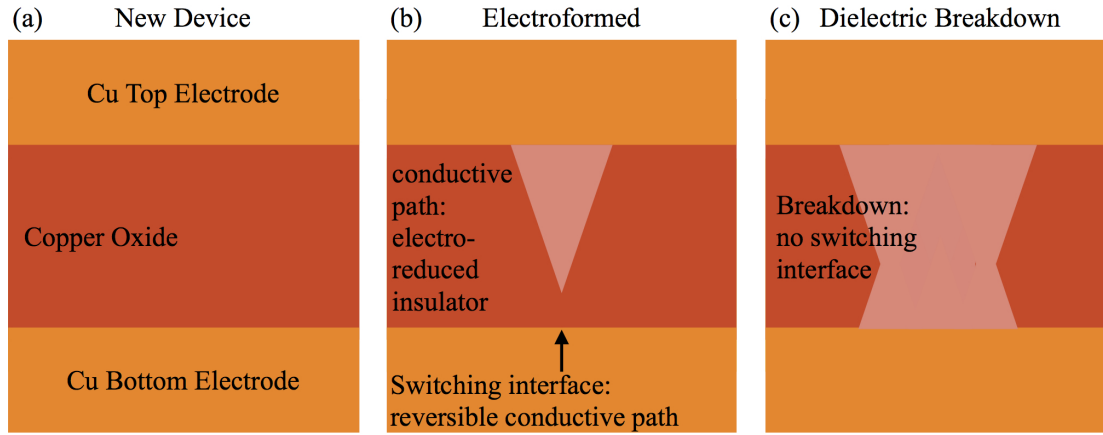 (a) New Device
Cu Top Electrode
Copper Oxide
Cu Bottom Electrode
(b) Electroformed
conductive
path:
electro-
reduced
insulator
Switching interface:
reversible conductive path
(c) Dielectric Breakdown
Breakdown:
no switching
interface